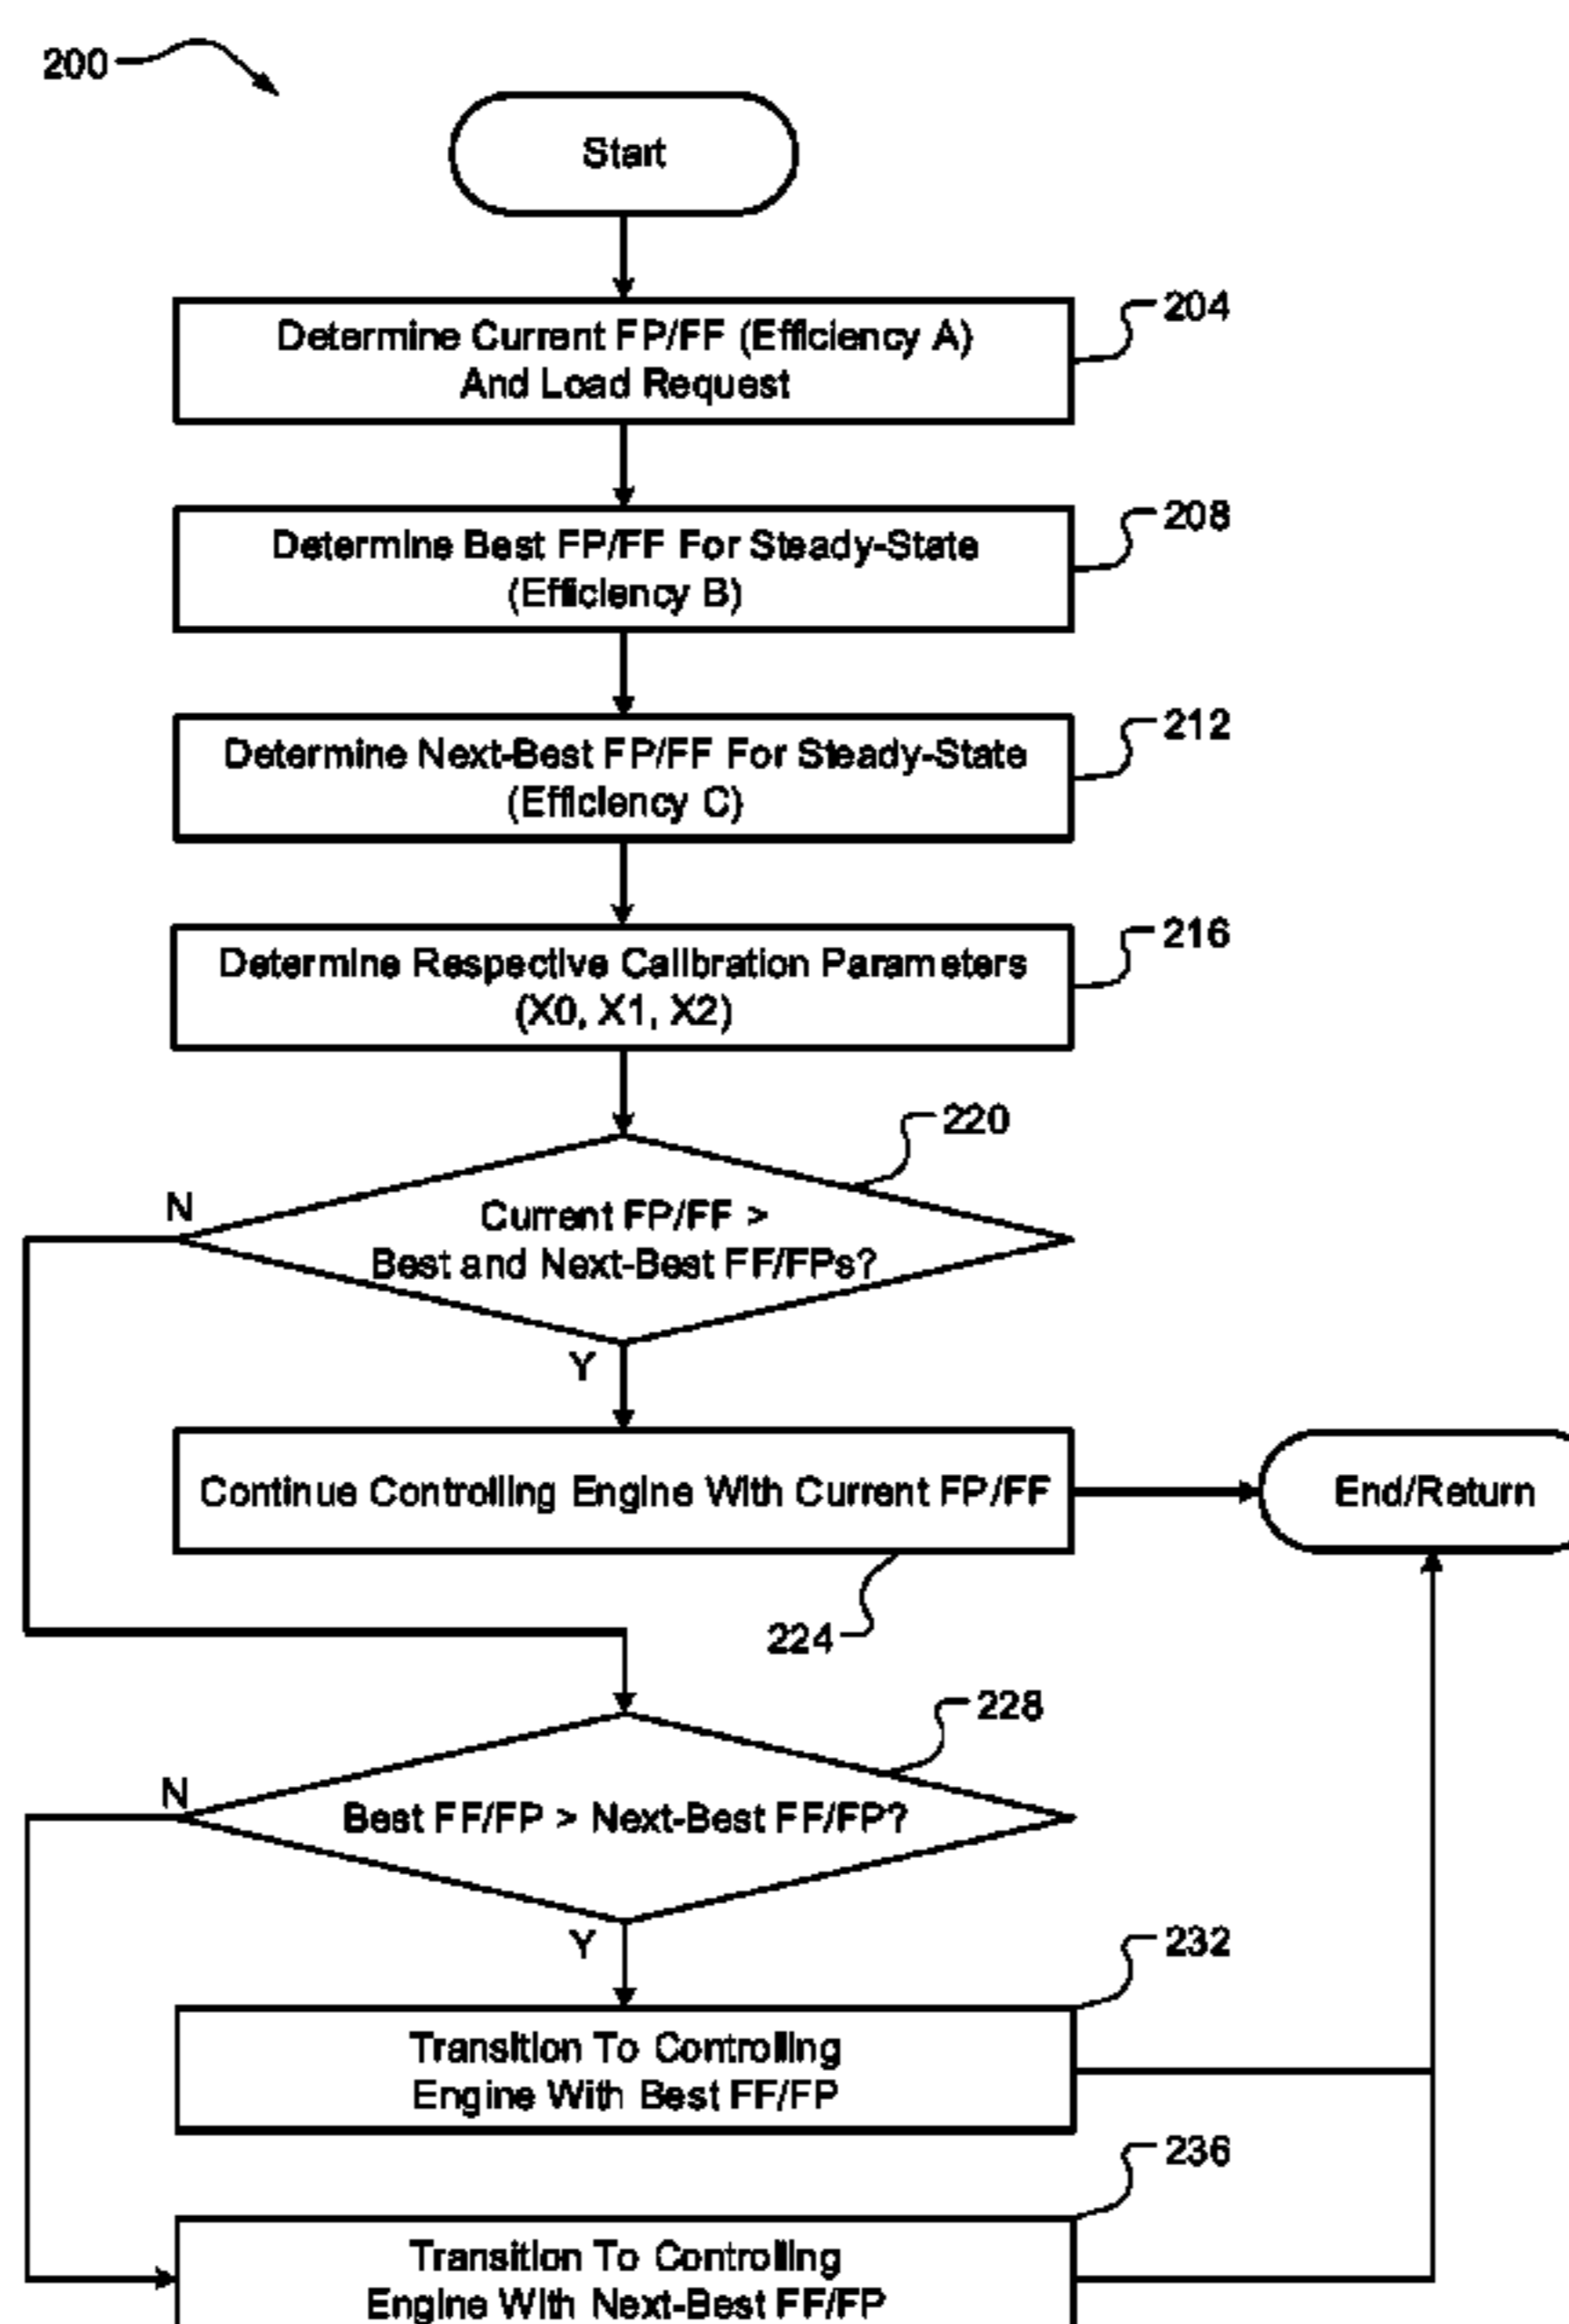 200
Start
Determine Current FP/FF (Efficiency A)
And Load Request
204
Determine Best FP/FF For Steady-State
(Efficiency B)
208
Determine Next-Best FP/FF For Steady-State
(Efficiency C)
212
Determine Respective Calibration Parameters
(X0, X1, X2)
216
220
N
Current FP/FF >
Best and Next-Best FF/FPs?
Y
Continue Controlling Engine With Current FP/FF
End/Return
224
228
N
Best FF/FP > Next-Best FF/FP?
Y
232
Transition To Controlling
Engine With Best FF/FP
236
Transition To Controlling
Engine With Next-Best FF/FP